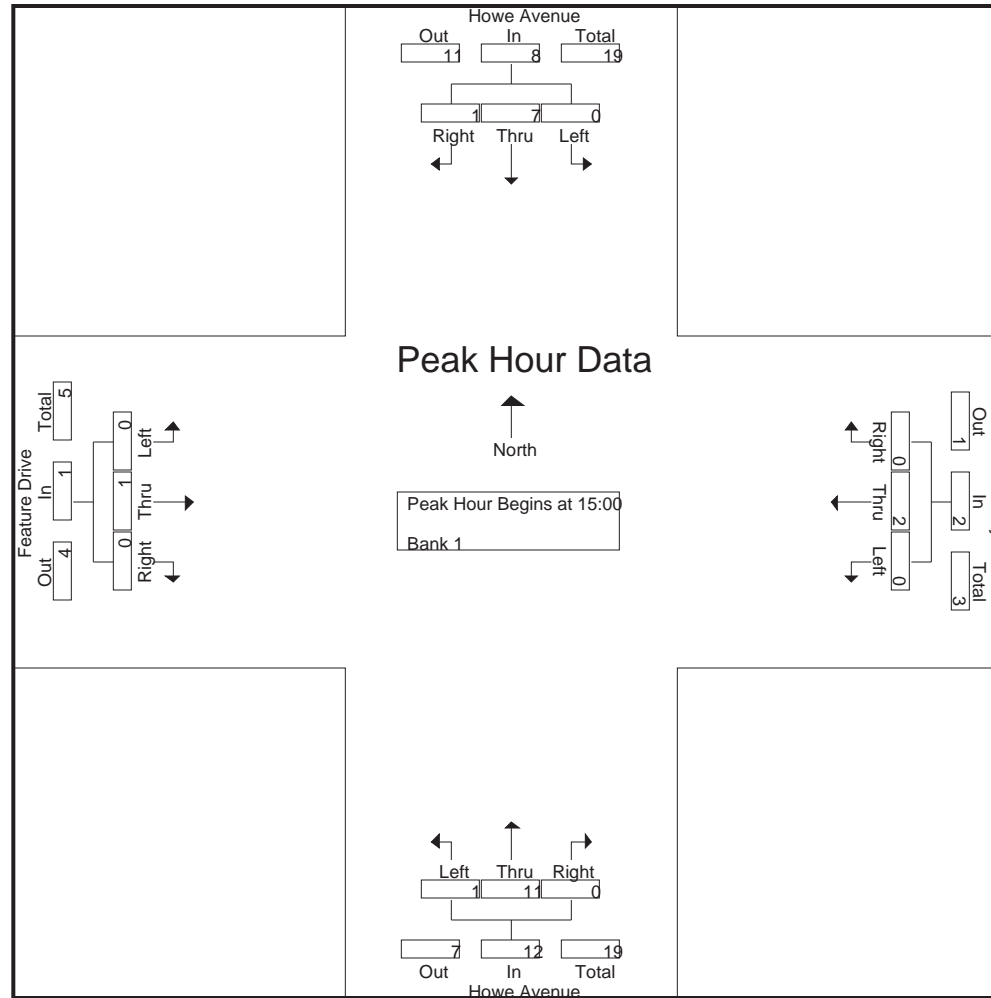 Howe Avenue
Out In Total
11 8 19
1 7 0
Right Thru Left
Peak Hour Data
North
Peak Hour Begins at 15:00
Bank 1
Feature Drive
Out In Total
4 1 5
0 1 0
Right Thru Left
Out In Total
1 2 3
0 2 0
Right Thru Left
Left Thru Right
1 11 0
7 12 19
Out In Total
Howe Avenue